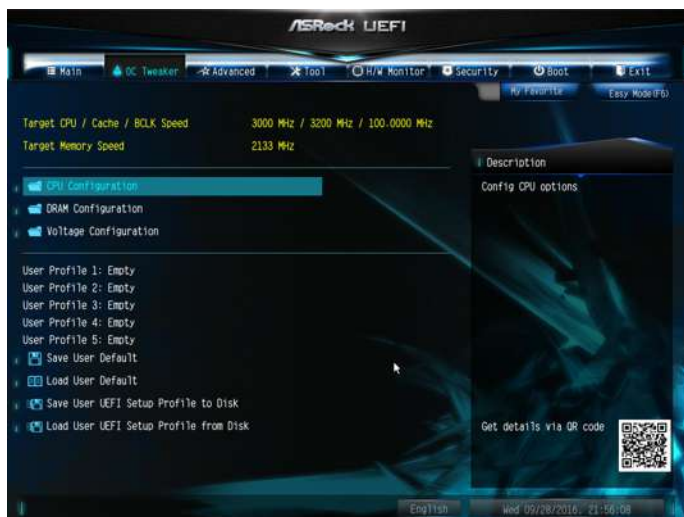 ASRock UEFI
Main OC Tweaker Advanced Tool H/W Monitor Security Boot Exit
My Favorite Easy Mode(F6)
Target CPU / Cache / BCLK Speed 3000 MHz / 3200 MHz / 100.0000 MHz
Target Memory Speed 2133 MHz
Description
CPU Configuration Config CPU options
DRAM Configuration
Voltage Configuration
User Profile 1: Empty
User Profile 2: Empty
User Profile 3: Empty
User Profile 4: Empty
User Profile 5: Empty
Save User Default
Load User Default
Save User UEFI Setup Profile to Disk
Load User UEFI Setup Profile from Disk Get details via QR code
English Wed 09/28/2016, 21:56:08